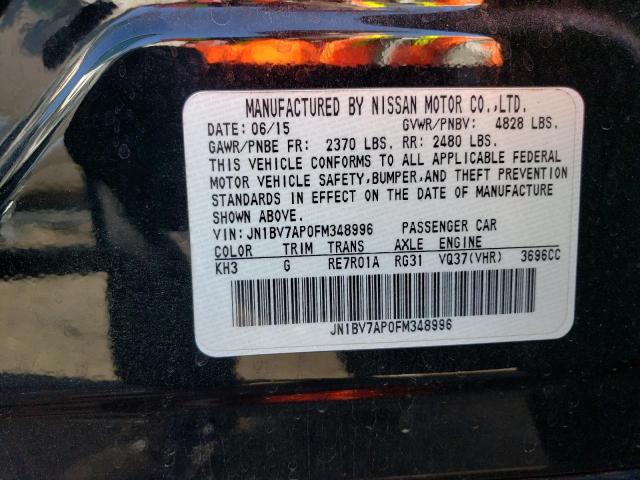 MANUFACTURED BY NISSAN MOTOR CO.,LTD.
DATE: 06/15 GVWR/PNBV: 4828 LBS.
GAWR/PNBE FR: 2370 LBS. RR: 2480 LBS.
THIS VEHICLE CONFORMS TO ALL APPLICABLE FEDERAL
MOTOR VEHICLE SAFETY, BUMPER, AND THEFT PREVENTION
STANDARDS IN EFFECT ON THE DATE OF MANUFACTURE
SHOWN ABOVE.
VIN: JN1BV7AP0FM348996 PASSENGER CAR
COLOR TRIM TRANS AXLE ENGINE
KH3 G RE7R01A RG31 VQ37(VHR) 3696CC
JN1BV7AP0FM348996